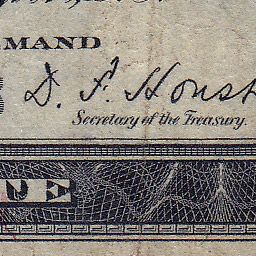 MAND
D. F. Houst
Secretary of the Treasury.
UE